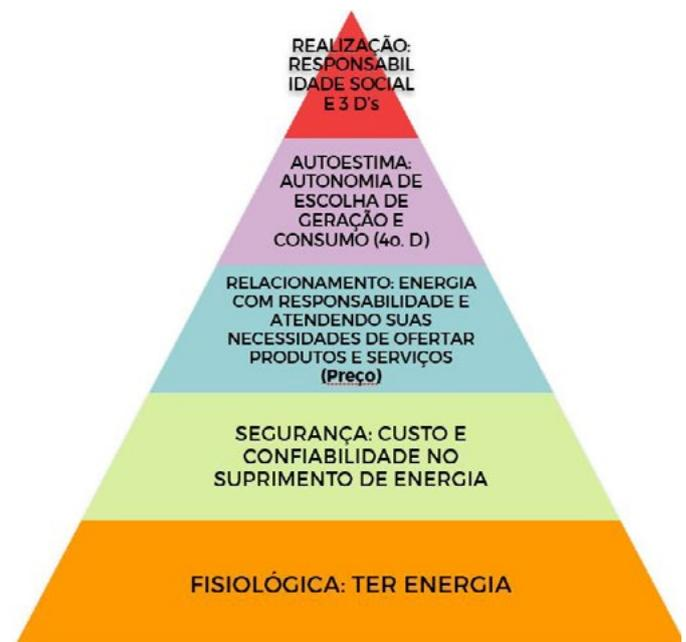 REALIZAÇÃO:
RESPONSABIL
IDADE SOCIAL
E 3 D's
AUTOESTIMA:
AUTONOMIA DE
ESCOLHA DE
GERAÇÃO E
CONSUMO (4o. D)
RELACIONAMENTO: ENERGIA
COM RESPONSABILIDADE E
ATENDENDO SUAS
NECESSIDADES DE OFERTAR
PRODUTOS E SERVIÇOS
(Preço)
SEGURANÇA: CUSTO E
CONFIABILIDADE NO
SUPRIMENTO DE ENERGIA
FISIOLÓGICA: TER ENERGIA